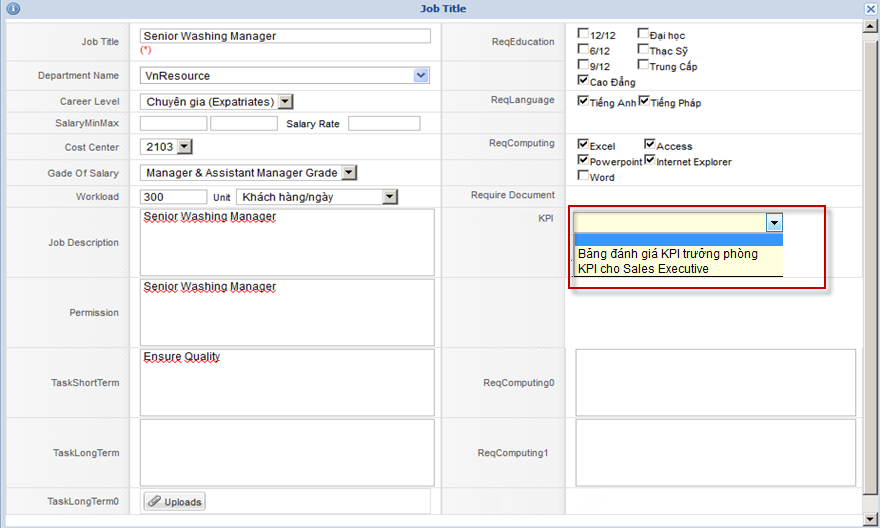 Job Title
Job Title
Senior Washing Manager
(*)
Department Name
VnResource
Career Level
Chuyên gia (Expatriates)
SalaryMinMax
Salary Rate
Cost Center
2103
Gade Of Salary
Manager & Assistant Manager Grade
Workload
300
Unit
Khách hàng/ngày
Job Description
Senior Washing Manager
Permission
Senior Washing Manager
TaskShortTerm
Ensure Quality
TaskLongTerm
TaskLongTerm0
Uploads
ReqEducation
12/12 Đại học
6/12 Thạc Sỹ
9/12 Trung Cấp
Cao Đẳng
ReqLanguage
Tiếng Anh Tiếng Pháp
ReqComputing
Excel Access
Powerpoint Internet Explorer
Word
Require Document
KPI
Bảng đánh giá KPI trưởng phòng
KPI cho Sales Executive
ReqComputing0
ReqComputing1